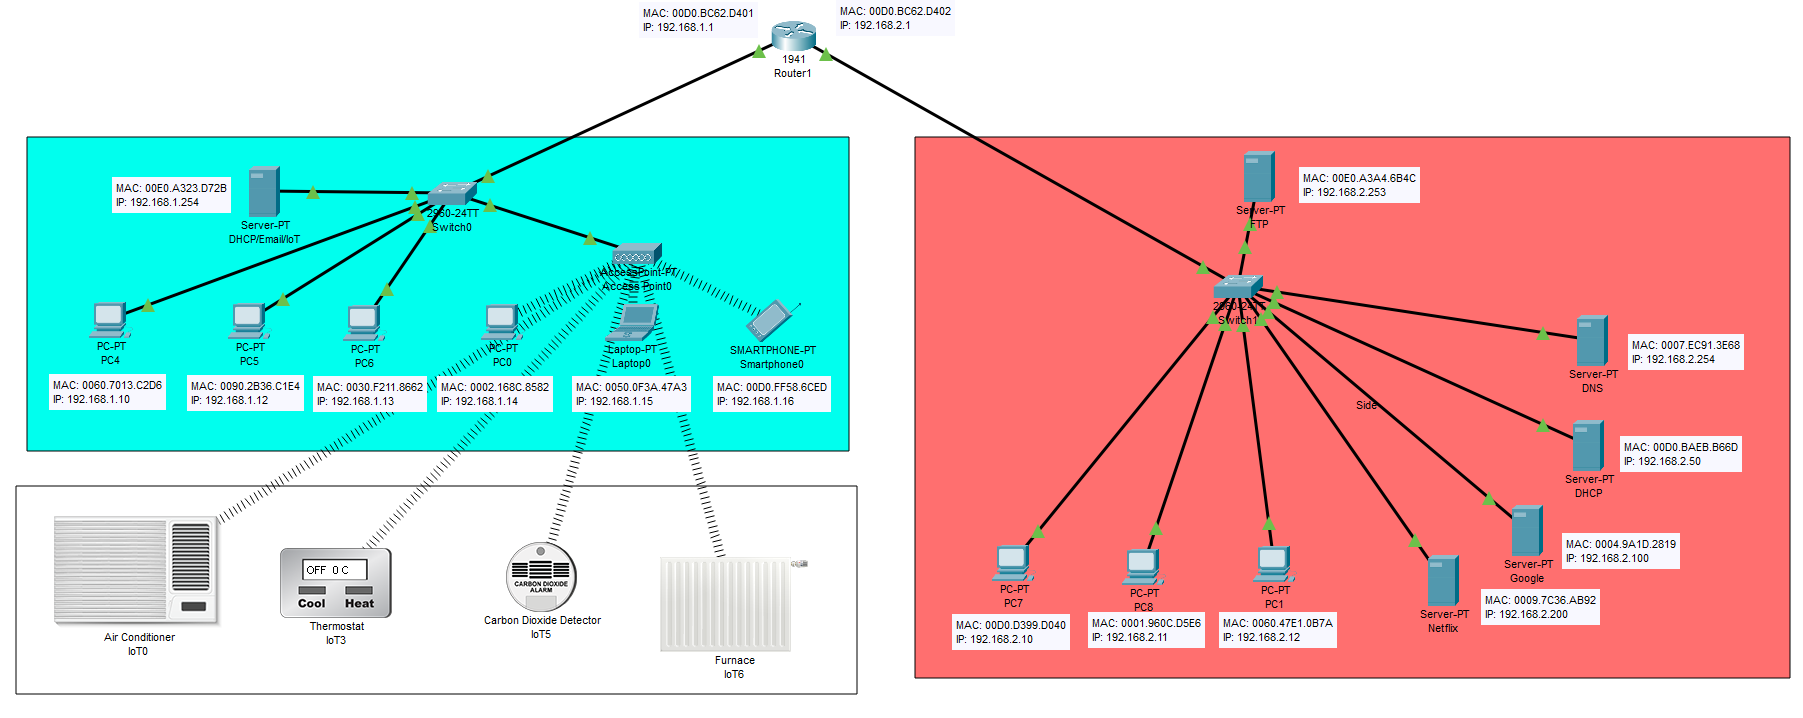 MAC: 00D0.BC62.D401
IP: 192.168.1.1
MAC: 00D0.BC62.D402
IP: 192.168.2.1
1941
Router1
MAC: 00E0.A323.D72B
IP: 192.168.1.254
Server-PT
DHCP/Email/IoT
2960-24TT
Switch0
AccessPoint-PT
Access Point0
PC-PT
PC4
PC-PT
PC5
PC-PT
PC6
PC-PT
PC0
Laptop-PT
Laptop0
SMARTPHONE-PT
Smartphone0
MAC: 0060.7013.C2D6
IP: 192.168.1.10
MAC: 0090.2B36.C1E4
IP: 192.168.1.12
MAC: 0030.F211.8662
IP: 192.168.1.13
MAC: 0002.168C.8582
IP: 192.168.1.14
MAC: 0050.0F3A.47A3
IP: 192.168.1.15
MAC: 00D0.FF58.6CED
IP: 192.168.1.16
OFF 0 C
Cool Heat
CARBON DIOXIDE
ALARM
Air Conditioner
IoT0
Thermostat
IoT3
Carbon Dioxide Detector
IoT5
Furnace
IoT6
MAC: 00E0.A3A4.6B4C
IP: 192.168.2.253
Server-PT
FTP
2960-24TT
Switch1
MAC: 0007.EC91.3E68
IP: 192.168.2.254
Server-PT
DNS
Side
MAC: 00D0.BAEB.B66D
IP: 192.168.2.50
Server-PT
DHCP
MAC: 0004.9A1D.2819
IP: 192.168.2.100
Server-PT
Google
MAC: 0009.7C36.AB92
IP: 192.168.2.200
Server-PT
Netflix
PC-PT
PC7
PC-PT
PC8
PC-PT
PC1
MAC: 00D0.D399.D040
IP: 192.168.2.10
MAC: 0001.960C.D5E6
IP: 192.168.2.11
MAC: 0060.47E1.0B7A
IP: 192.168.2.12